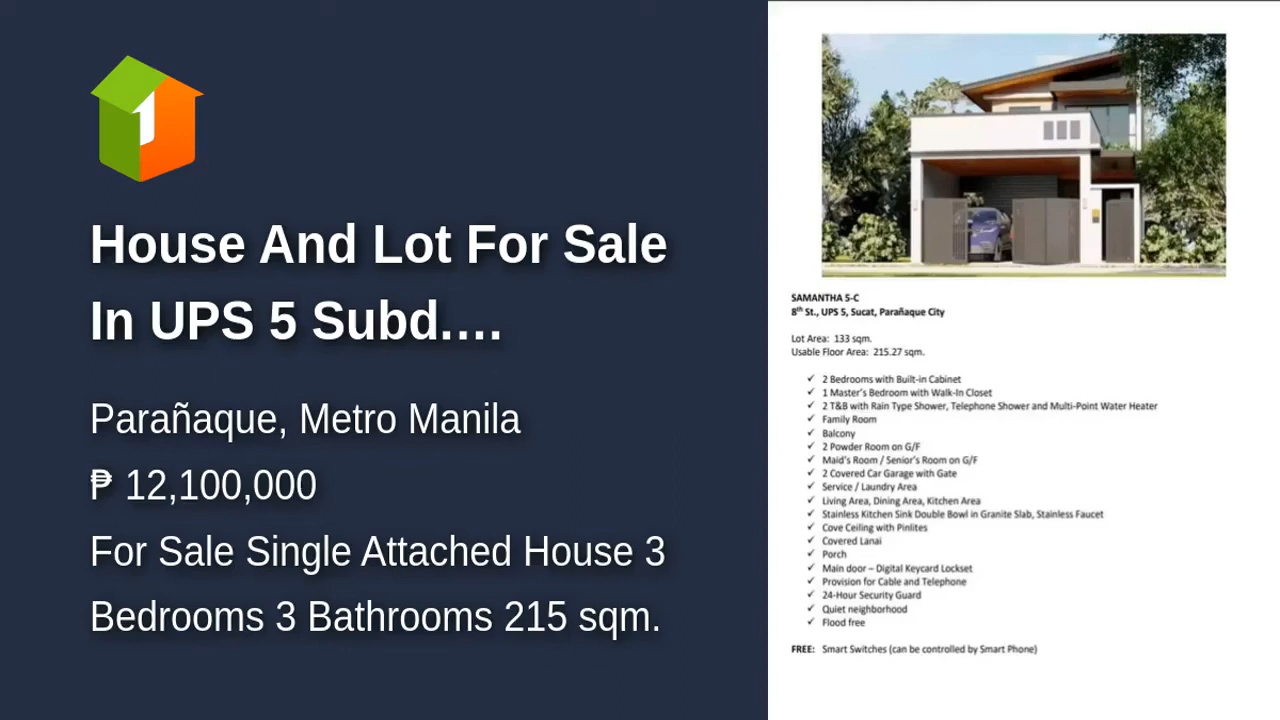 House And Lot For Sale
In UPS 5 Subd.…
Parañaque, Metro Manila
₱ 12,100,000
For Sale Single Attached House 3
Bedrooms 3 Bathrooms 215 sqm.
SAMANTHA 5-C
8th St., UPS 5, Sucat, Parañaque City
Lot Area: 133 sqm.
Usable Floor Area: 215.27 sqm.
✓ 2 Bedrooms with Built-in Cabinet
✓ 1 Master's Bedroom with Walk-In Closet
✓ 2 T&B with Rain Type Shower, Telephone Shower and Multi-Point Water Heater
✓ Family Room
✓ Balcony
✓ 2 Powder Room on G/F
✓ Maid's Room / Senior's Room on G/F
✓ 2 Covered Car Garage with Gate
✓ Service / Laundry Area
✓ Living Area, Dining Area, Kitchen Area
✓ Stainless Kitchen Sink Double Bowl in Granite Slab, Stainless Faucet
✓ Cove Ceiling with Pinlites
✓ Covered Lanai
✓ Porch
✓ Main door – Digital Keycard Lockset
✓ Provision for Cable and Telephone
✓ 24-Hour Security Guard
✓ Quiet neighborhood
✓ Flood free
FREE: Smart Switches (can be controlled by Smart Phone)